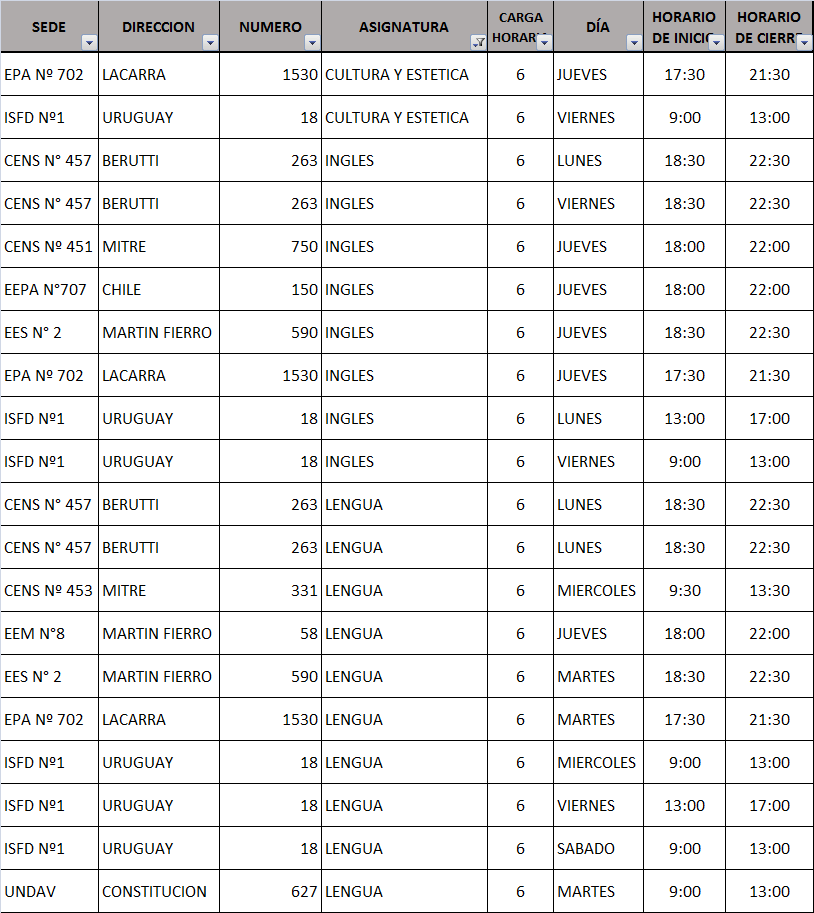 SEDE DIRECCION NUMERO ASIGNATURA CARGA HORARIA DÍA HORARIO DE INICIO HORARIO DE CIERRE
EPA Nº 702 LACARRA 1530 CULTURA Y ESTETICA 6 JUEVES 17:30 21:30
ISFD Nº1 URUGUAY 18 CULTURA Y ESTETICA 6 VIERNES 9:00 13:00
CENS N° 457 BERUTTI 263 INGLES 6 LUNES 18:30 22:30
CENS N° 457 BERUTTI 263 INGLES 6 VIERNES 18:30 22:30
CENS Nº 451 MITRE 750 INGLES 6 JUEVES 18:00 22:00
EEPA N°707 CHILE 150 INGLES 6 JUEVES 18:00 22:00
EES N° 2 MARTIN FIERRO 590 INGLES 6 JUEVES 18:30 22:30
EPA Nº 702 LACARRA 1530 INGLES 6 JUEVES 17:30 21:30
ISFD Nº1 URUGUAY 18 INGLES 6 LUNES 13:00 17:00
ISFD Nº1 URUGUAY 18 INGLES 6 VIERNES 9:00 13:00
CENS N° 457 BERUTTI 263 LENGUA 6 LUNES 18:30 22:30
CENS N° 457 BERUTTI 263 LENGUA 6 LUNES 18:30 22:30
CENS Nº 453 MITRE 331 LENGUA 6 MIERCOLES 9:30 13:30
EEM N°8 MARTIN FIERRO 58 LENGUA 6 JUEVES 18:00 22:00
EES N° 2 MARTIN FIERRO 590 LENGUA 6 MARTES 18:30 22:30
EPA Nº 702 LACARRA 1530 LENGUA 6 MARTES 17:30 21:30
ISFD Nº1 URUGUAY 18 LENGUA 6 MIERCOLES 9:00 13:00
ISFD Nº1 URUGUAY 18 LENGUA 6 VIERNES 13:00 17:00
ISFD Nº1 URUGUAY 18 LENGUA 6 SABADO 9:00 13:00
UNDAV CONSTITUCION 627 LENGUA 6 MARTES 9:00 13:00